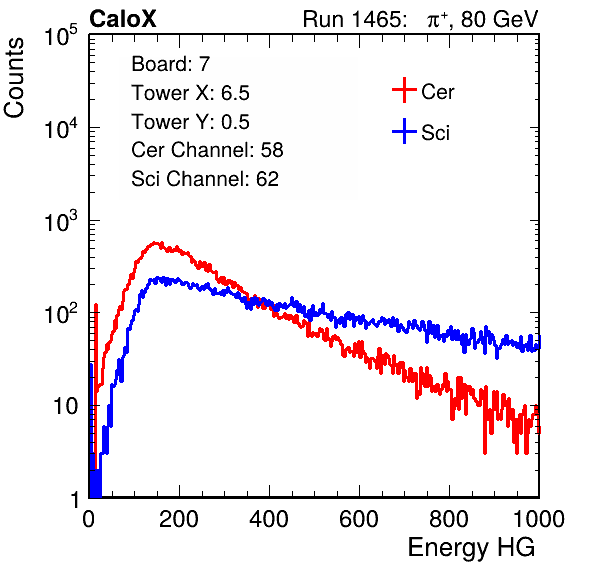 CaloX Run 1465: π⁺, 80 GeV
Counts
Board: 7
Tower X: 6.5
Tower Y: 0.5
Cer Channel: 58
Sci Channel: 62
Cer
Sci
10⁵
10⁴
10³
10²
10
1
0 200 400 600 800 1000
Energy HG